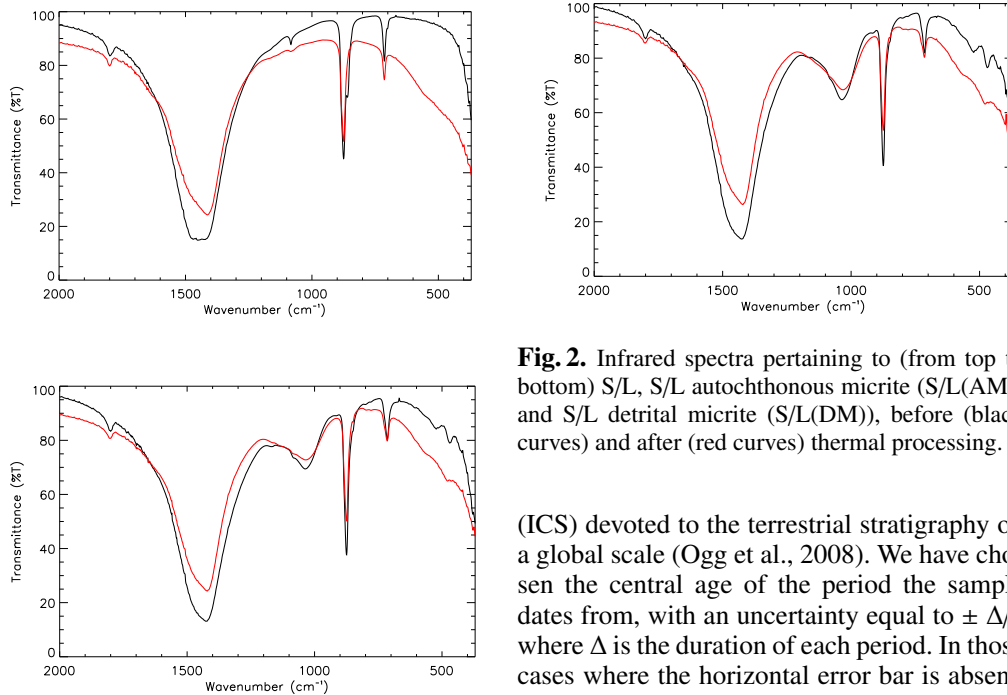 100
80
60
40
20
0
Transmittance (%T)
2000 1500 1000 500
Wavenumber (cm⁻¹)
100
80
60
40
20
0
Transmittance (%T)
2000 1500 1000 500
Wavenumber (cm⁻¹)
100
80
60
40
20
0
Transmittance (%T)
2000 1500 1000 500
Wavenumber (cm⁻¹)
Fig. 2. Infrared spectra pertaining to (from top
bottom) S/L, S/L autochthonous micrite (S/L(AM
and S/L detrital micrite (S/L(DM)), before (blac
curves) and after (red curves) thermal processing.
(ICS) devoted to the terrestrial stratigraphy o
a global scale (Ogg et al., 2008). We have cho
sen the central age of the period the sampl
dates from, with an uncertainty equal to ± Δ/
where Δ is the duration of each period. In thos
cases where the horizontal error bar is absen